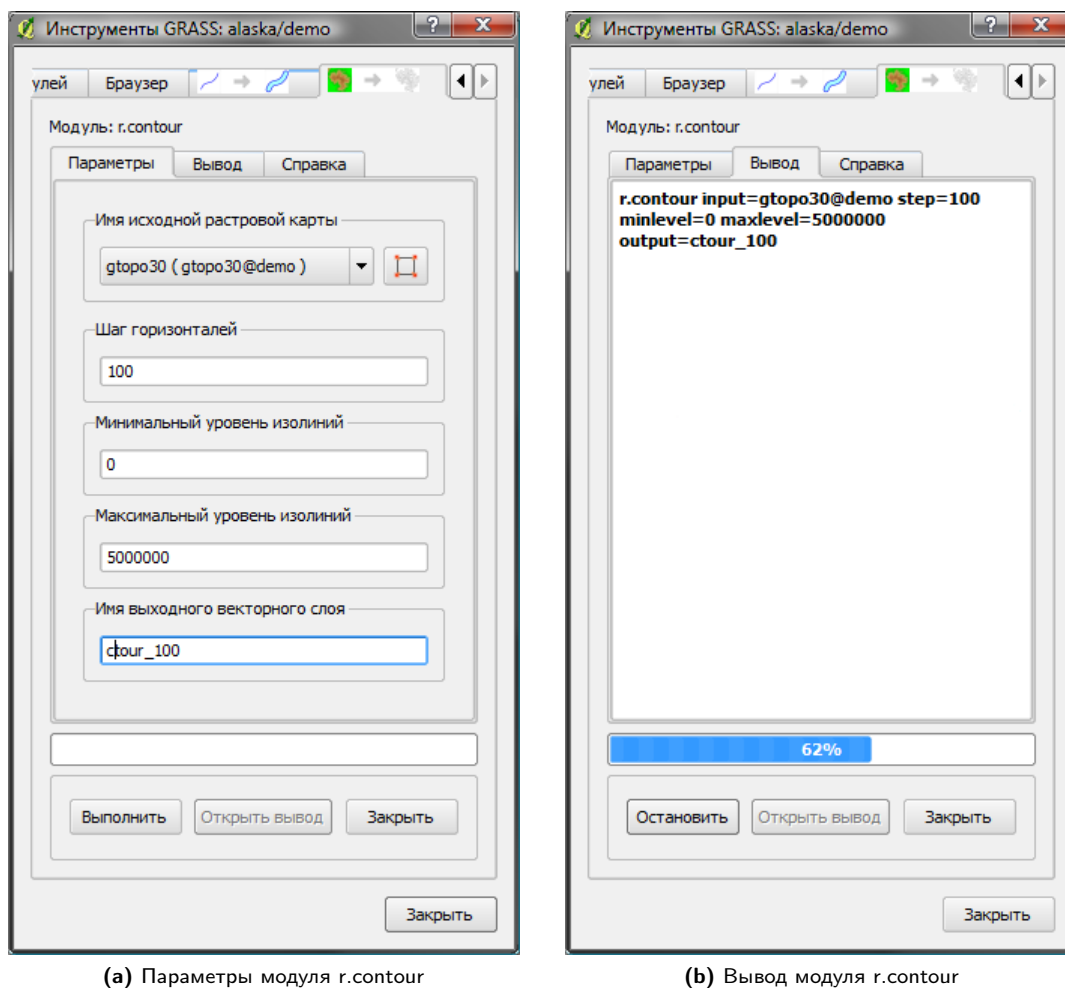 Инструменты GRASS: alaska/demo
улей Браузер
Модуль: r.contour
Параметры Вывод Справка
Имя исходной растровой карты
gtopo30 ( gtopo30@demo )
Шаг горизонталей
100
Минимальный уровень изолиний
0
Максимальный уровень изолиний
5000000
Имя выходного векторного слоя
ctour_100
Выполнить Открыть вывод Закрыть
Закрыть
(a) Параметры модуля r.contour
Инструменты GRASS: alaska/demo
улей Браузер
Модуль: r.contour
Параметры Вывод Справка
r.contour input=gtopo30@demo step=100
minlevel=0 maxlevel=5000000
output=ctour_100
62%
Остановить Открыть вывод Закрыть
Закрыть
(b) Вывод модуля r.contour